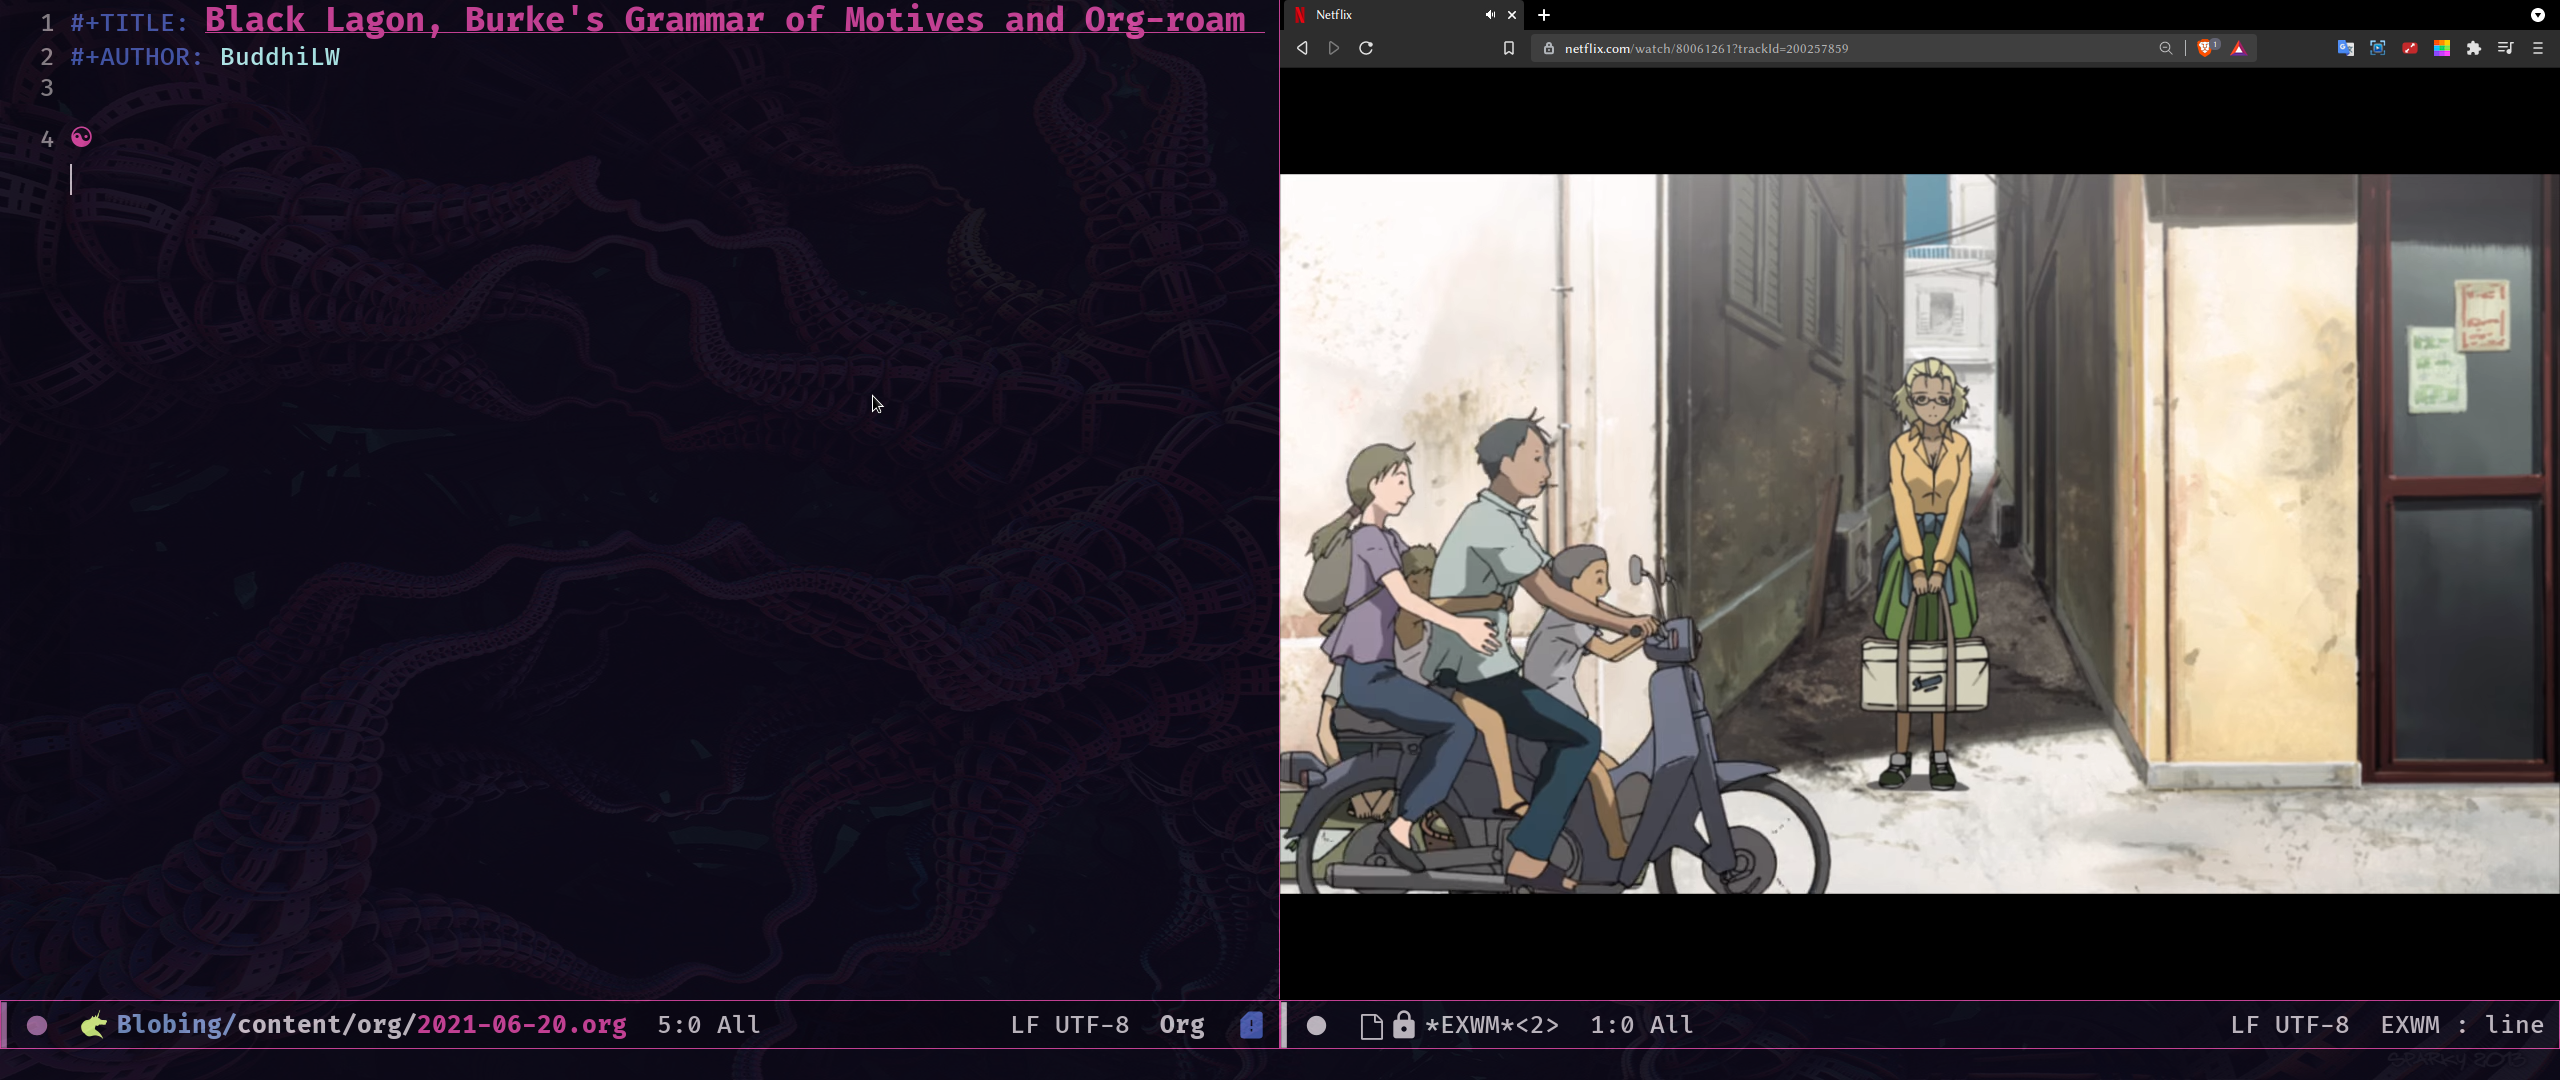 1 #+TITLE: Black Lagon, Burke's Grammar of Motives and Org-roam
2 #+AUTHOR: BuddhiLW
3
4
Blobing/content/org/2021-06-20.org 5:0 All LF UTF-8 Org
Netflix
netflix.com/watch/80061261?trackId=200257859
1
*EXWM*<2> 1:0 All LF UTF-8 EXWM : line